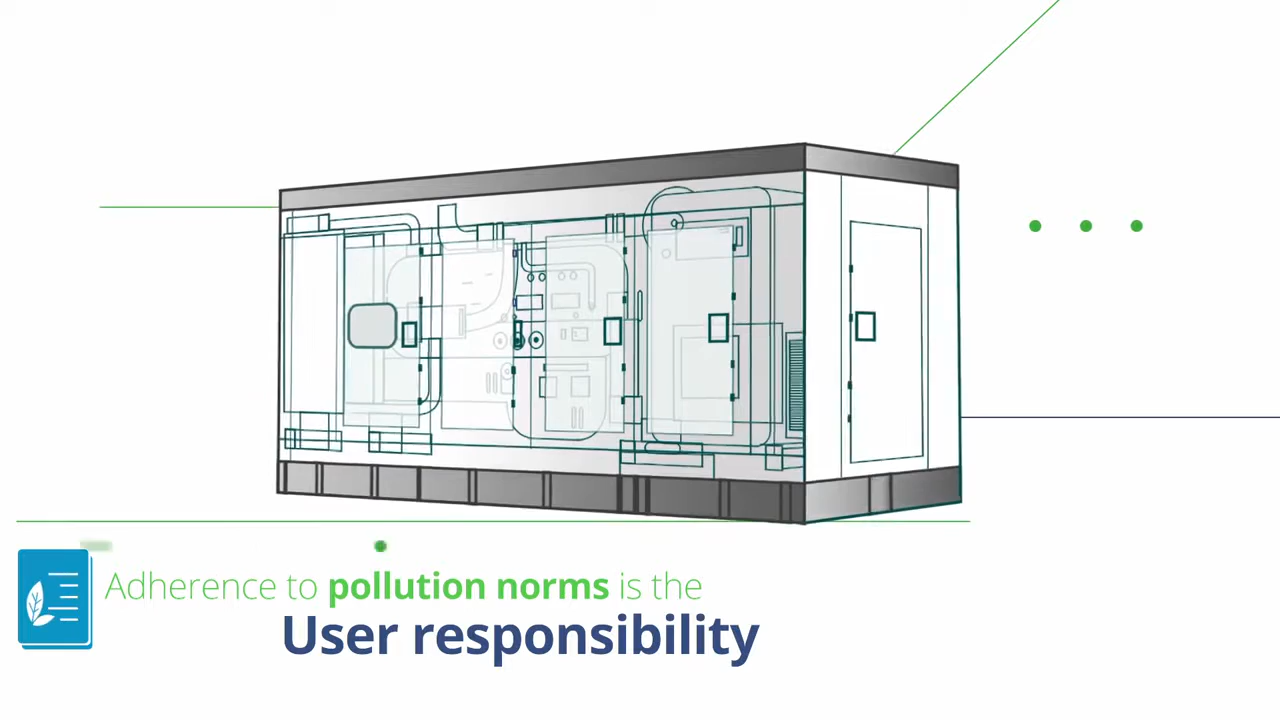 Adherence to pollution norms is the
User responsibility